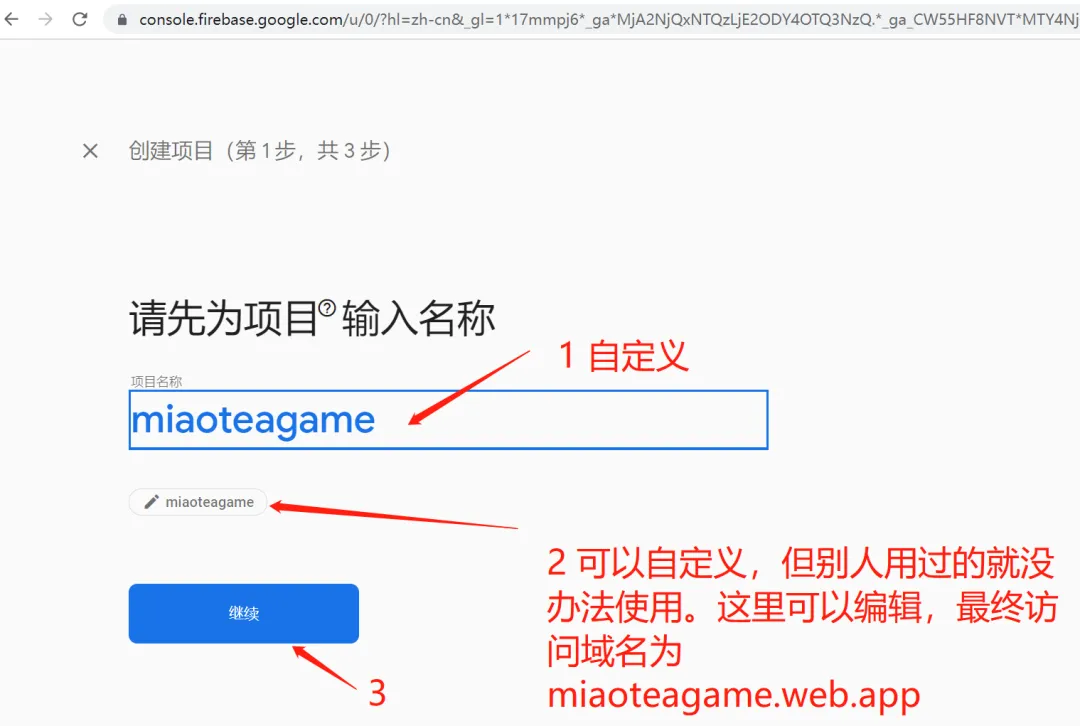 console.firebase.google.com/u/0/?hl=zh-cn&_gl=1*17mmpj6*_ga*MjA2NjQxNTQzLjE2ODY4OTQ3NzQ.*_ga_CW55HF8NVT*MTY4Nj
创建项目（第 1 步，共 3 步）
请先为项目?输入名称
1 自定义
项目名称
miaoteagame
miaoteagame
2 可以自定义，但别人用过的就没
办法使用。这里可以编辑，最终访
问域名为
miaoteagame.web.app
继续
3